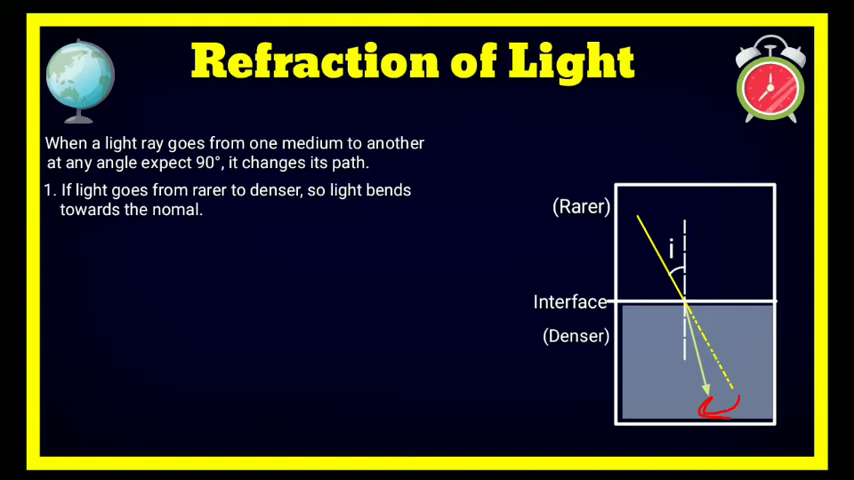 Refraction of Light
When a light ray goes from one medium to another
at any angle expect 90°, it changes its path.
1. If light goes from rarer to denser, so light bends
towards the nomal.
(Rarer)
i
Interface
(Denser)